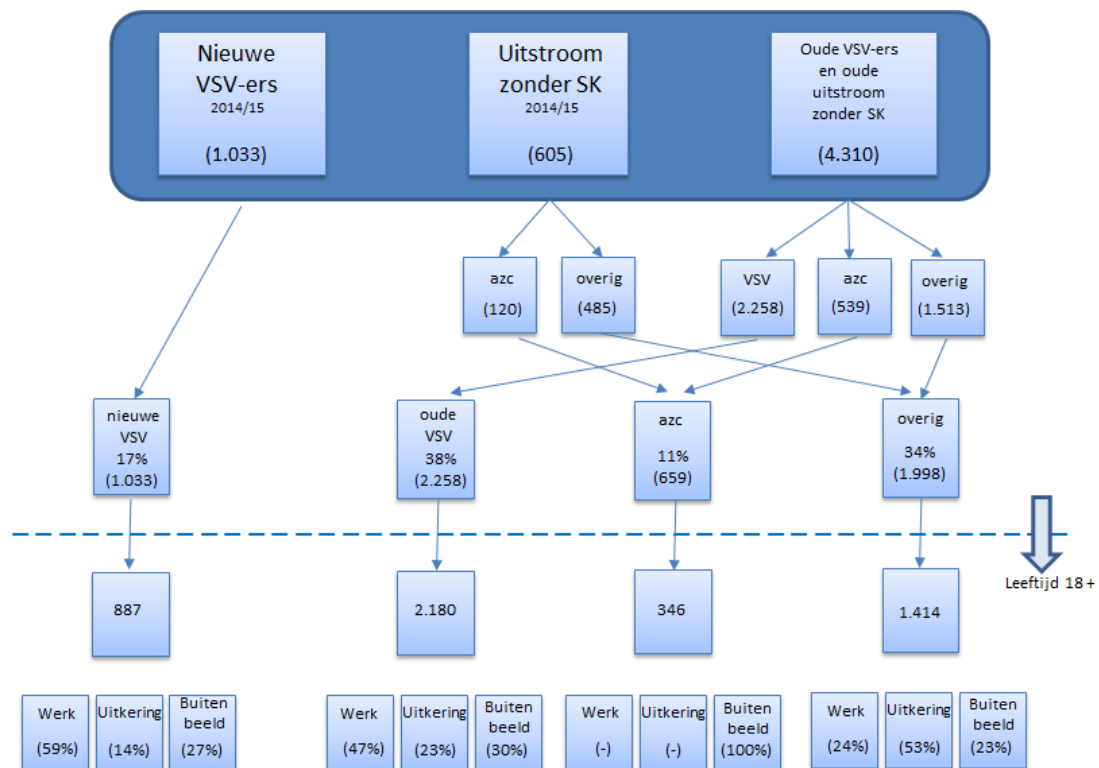 Nieuwe
VSV-ers
2014/15
(1.033)
Uitstroom
zonder SK
2014/15
(605)
Oude VSV-ers
en oude
uitstroom
zonder SK
(4.310)
azc
(120)
overig
(485)
VSV
(2.258)
azc
(539)
overig
(1.513)
nieuwe
VSV
17%
(1.033)
oude
VSV
38%
(2.258)
azc
11%
(659)
overig
34%
(1.998)
Leeftijd 18+
887
2.180
346
1.414
Werk
(59%)
Uitkering
(14%)
Buiten
beeld
(27%)
Werk
(47%)
Uitkering
(23%)
Buiten
beeld
(30%)
Werk
(-)
Uitkering
(-)
Buiten
beeld
(100%)
Werk
(24%)
Uitkering
(53%)
Buiten
beeld
(23%)